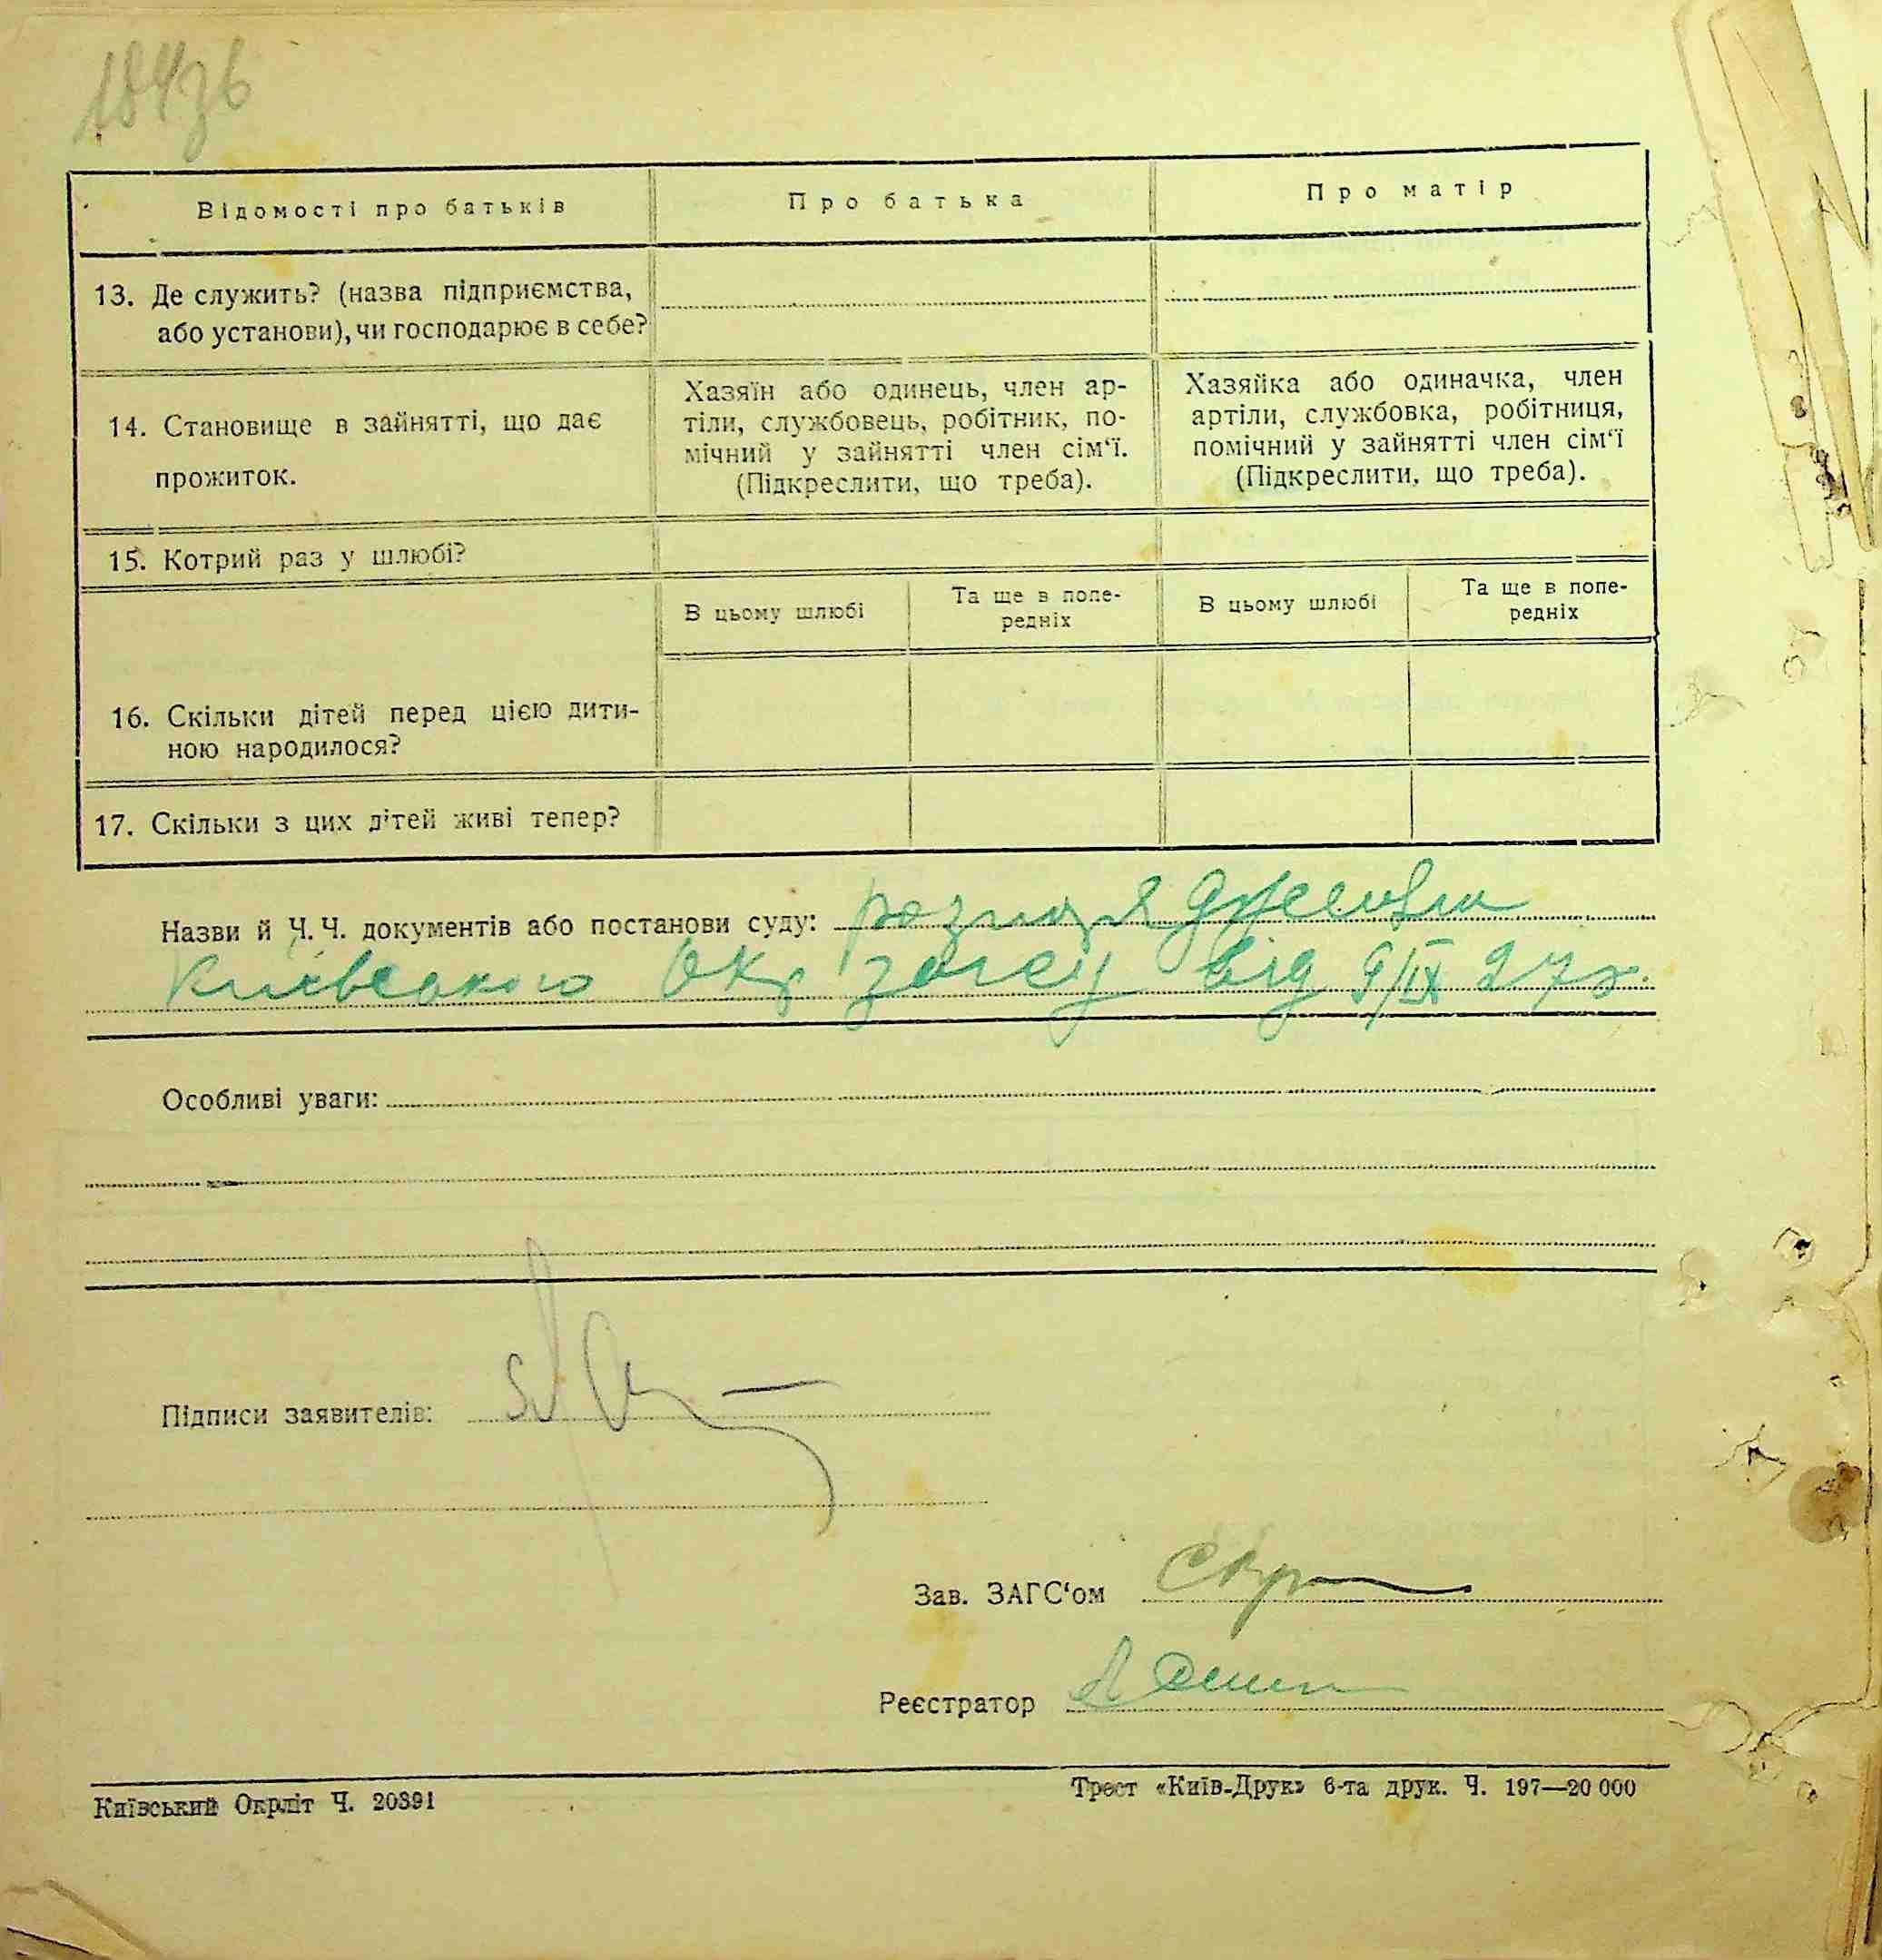 184зв
Відомості про батьків
Про батька
Про матір
13. Де служить? (назва підприємства,
або установи), чи господарює в себе?
14. Становище в зайнятті, що дає
прожиток.
Хазяїн або одинець, член ар-
тіли, службовець, робітник, по-
мічний у зайнятті член сім'ї.
(Підкреслити, що треба).
Хазяйка або одиначка, член
артіли, службовка, робітниця,
помічний у зайнятті член сім'ї
(Підкреслити, що треба).
15. Котрий раз у шлюбі?
В цьому шлюбі
Та ще в попе-
редніх
В цьому шлюбі
Та ще в попе-
редніх
16. Скільки дітей перед цією дити-
ною народилося?
17. Скільки з цих дітей живі тепер?
Назви й Ч. Ч. документів або постанови суду:
Київського Окр загсу від 9/IX 27р.
Особливі уваги:
Підписи заявителів:
Зав. ЗАГС'ом
Реєстратор
Київський Окрліт Ч. 20891
Трест «Київ-Друк» 6-та друк. Ч. 197—20 000